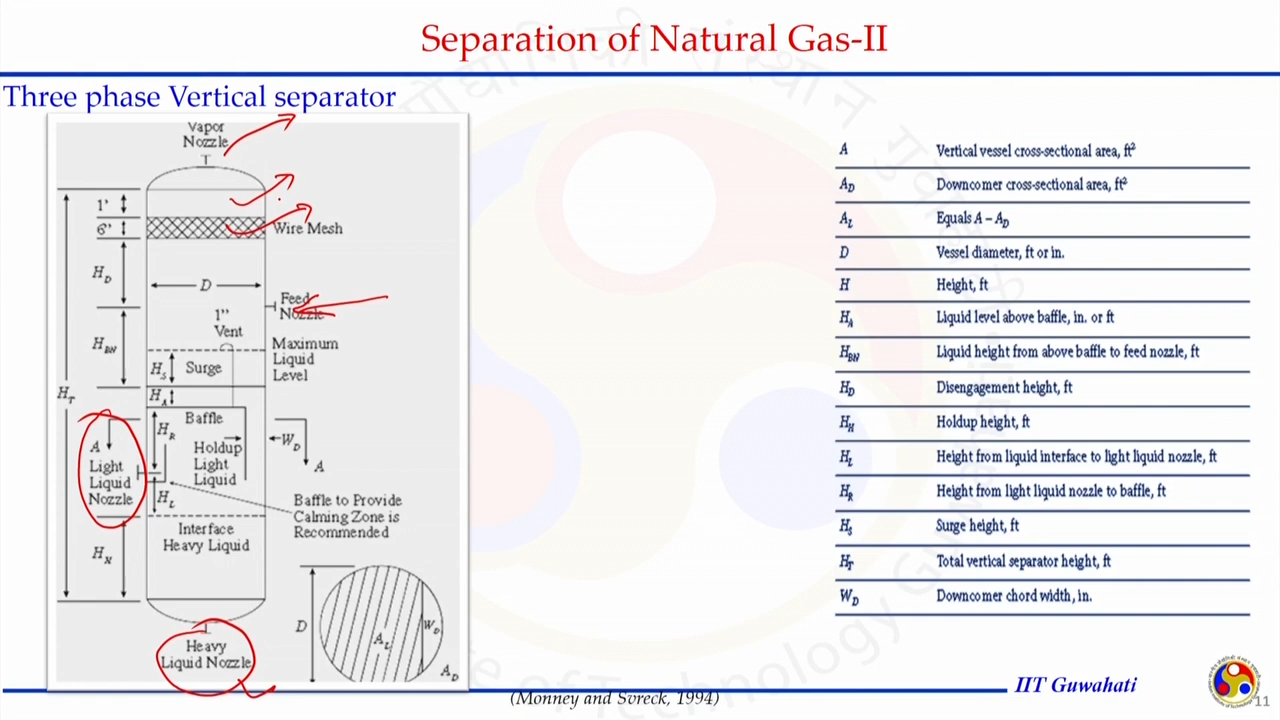 Separation of Natural Gas-II
Three phase Vertical separator
Vapor
Nozzle
1'
6"
Wire Mesh
H_D
D
Feed
Nozzle
1"
Vent
H_BN
Maximum
Liquid
Level
H_S Surge
H_T
H_A
Baffle
H_R
W_D
A
Holdup
Light
Liquid
A
Light
Liquid
Nozzle
H_L
Baffle to Provide
Calming Zone is
Recommended
Interface
Heavy Liquid
H_H
D
A_L
W_D
A_D
Heavy
Liquid Nozzle
A Vertical vessel cross-sectional area, ft²
A_D Downcomer cross-sectional area, ft²
A_L Equals A – A_D
D Vessel diameter, ft or in.
H Height, ft
H_A Liquid level above baffle, in. or ft
H_BN Liquid height from above baffle to feed nozzle, ft
H_D Disengagement height, ft
H_H Holdup height, ft
H_L Height from liquid interface to light liquid nozzle, ft
H_R Height from light liquid nozzle to baffle, ft
H_S Surge height, ft
H_T Total vertical separator height, ft
W_D Downcomer chord width, in.
(Monney and Svreck, 1994)
IIT Guwahati
11